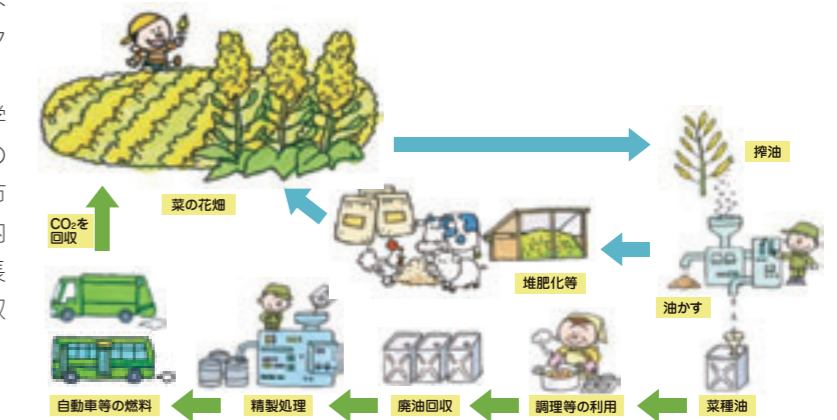 搾油
菜の花畑
CO₂を
回収
堆肥化等
油かす
自動車等の燃料
精製処理
廃油回収
調理等の利用
菜種油